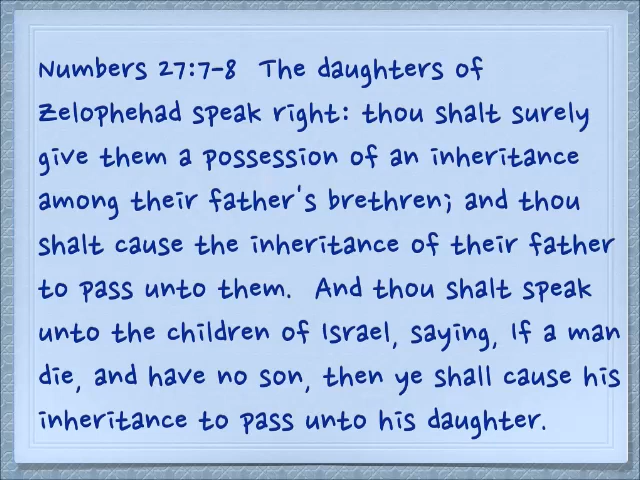 Numbers 27:7-8  The daughters of
Zelophehad speak right: thou shalt surely
give them a possession of an inheritance
among their father's brethren; and thou
shalt cause the inheritance of their father
to pass unto them.  And thou shalt speak
unto the children of Israel, saying, If a man
die, and have no son, then ye shall cause his
inheritance to pass unto his daughter.